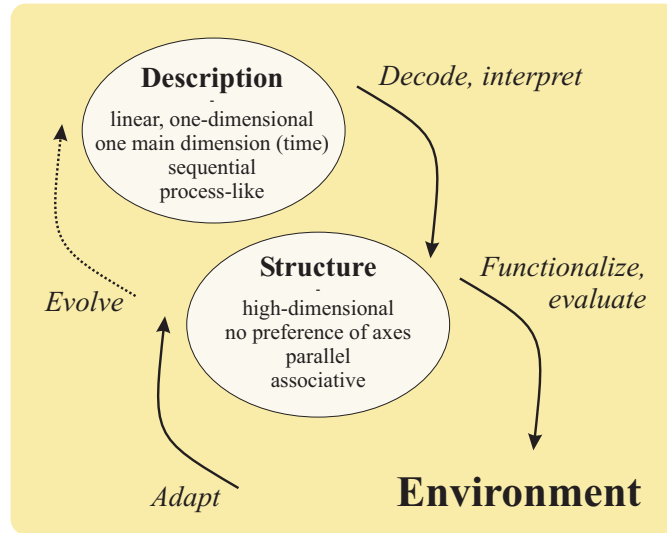 Description
-
linear, one-dimensional
one main dimension (time)
sequential
process-like
Decode, interpret
Structure
-
high-dimensional
no preference of axes
parallel
associative
Functionalize,
evaluate
Evolve
Adapt
Environment